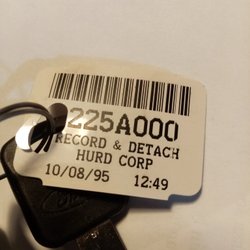 225A000
RECORD & DETACH
HURD CORP
10/08/95 12:49